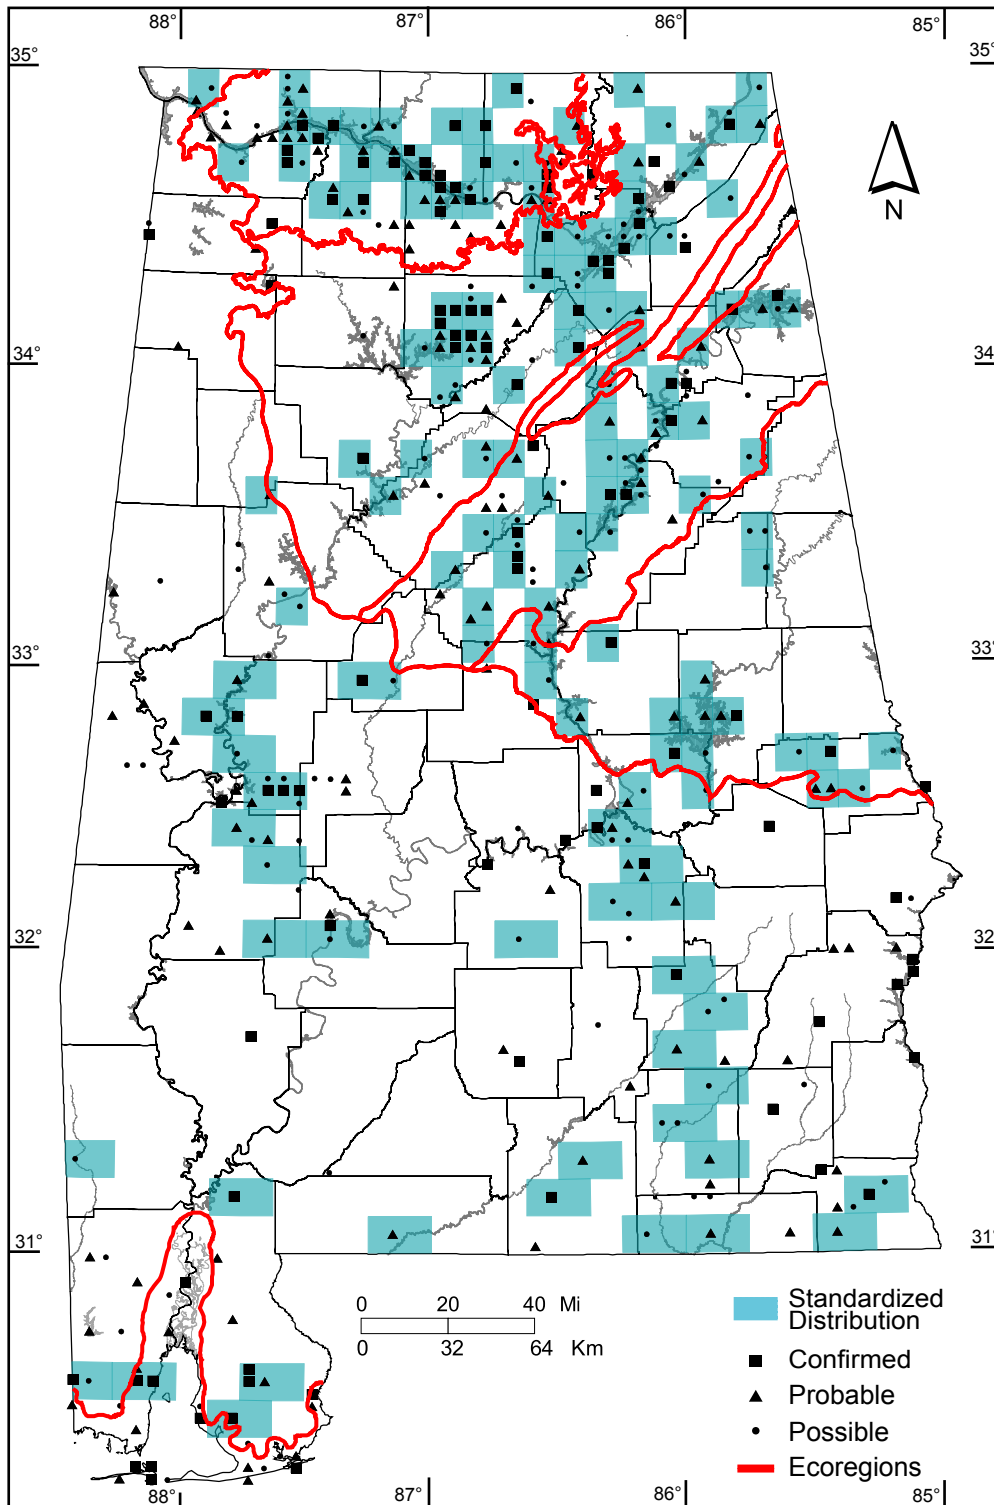 88° 87° 86° 85°
35° 35°
N
34° 34
33° 33°
32° 32
31° 31°
0 20 40 Mi
0 32 64 Km
Standardized
Distribution
Confirmed
Probable
Possible
Ecoregions
88° 87° 86° 85°